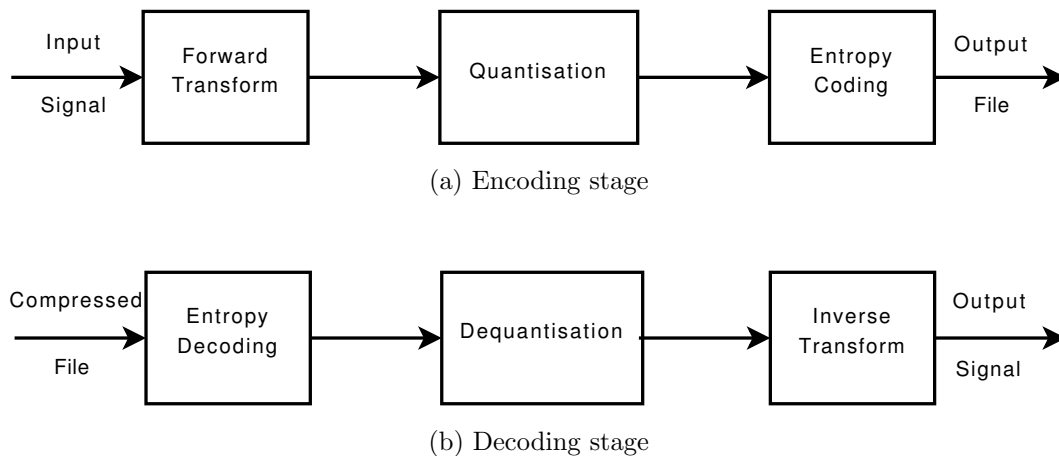 Input
Signal
Forward
Transform
Quantisation
Entropy
Coding
Output
File
(a) Encoding stage
Compressed
File
Entropy
Decoding
Dequantisation
Inverse
Transform
Output
Signal
(b) Decoding stage